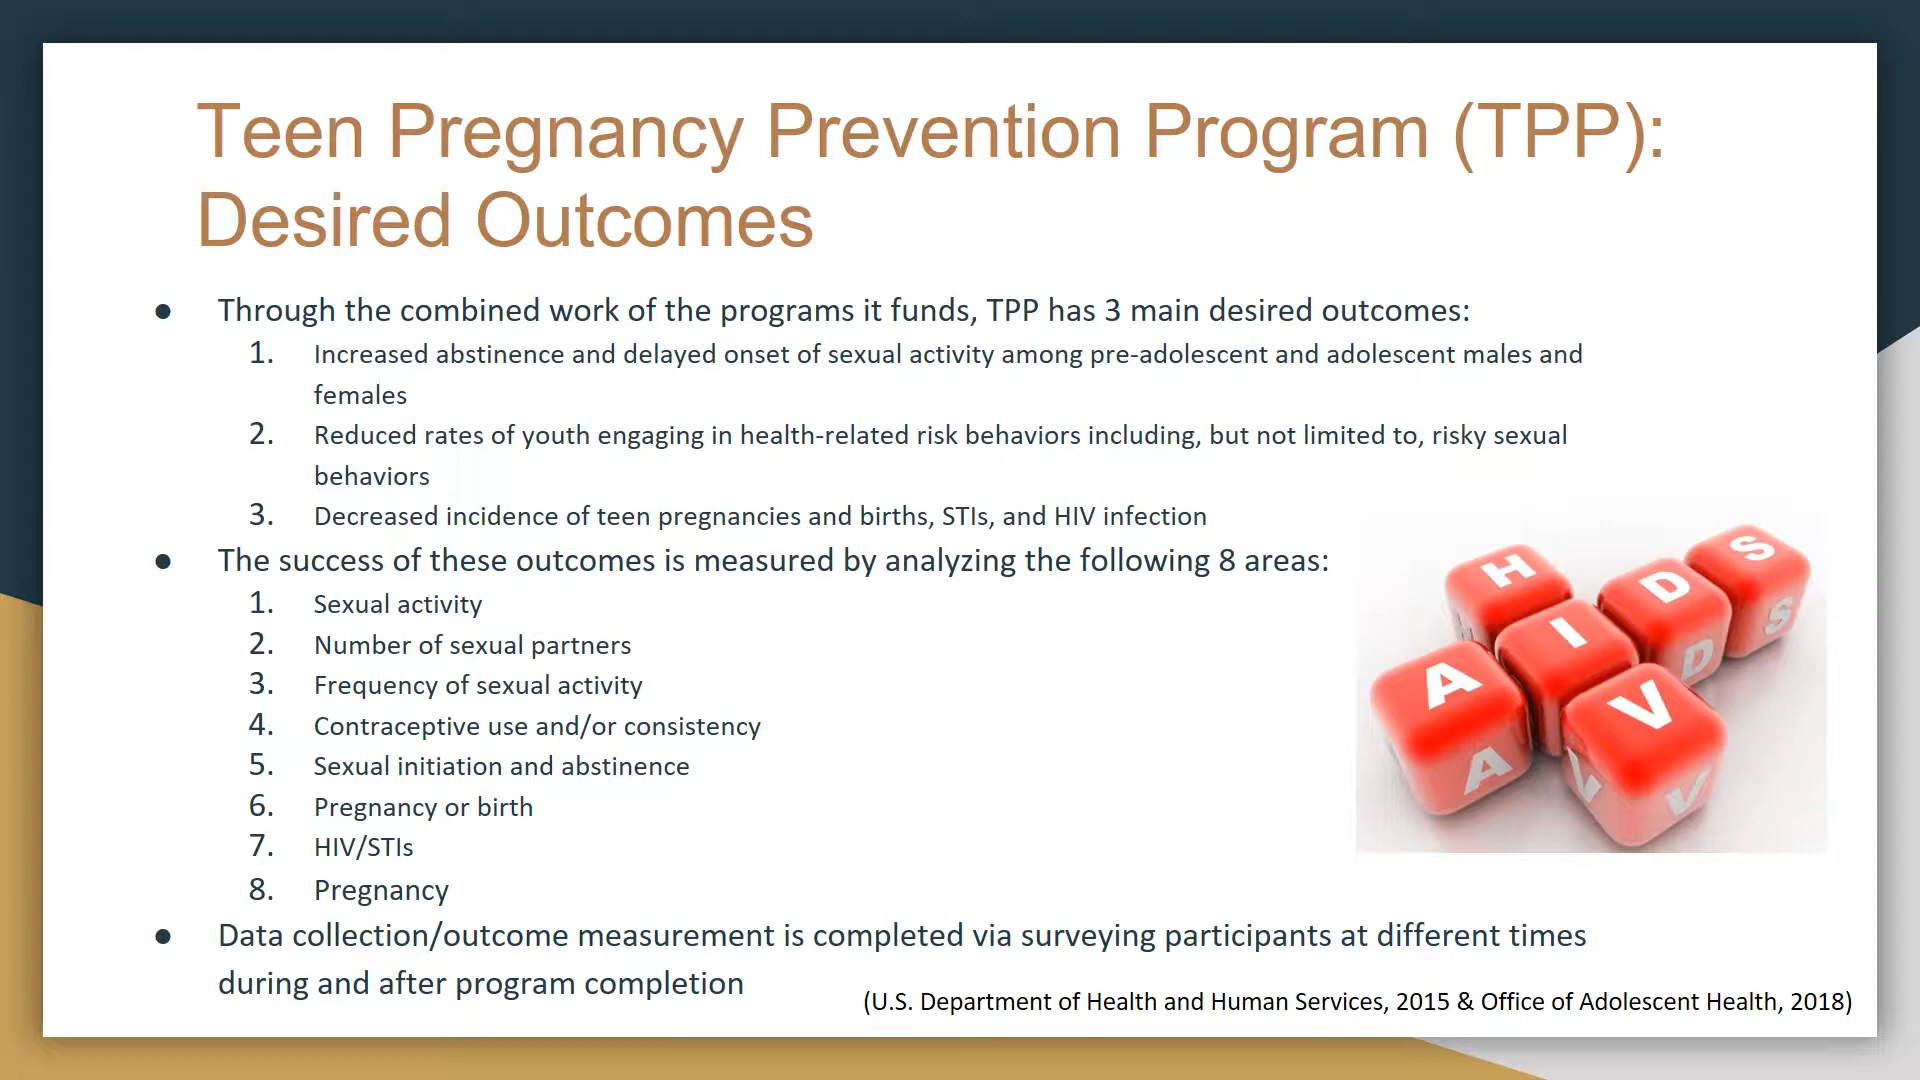 Teen Pregnancy Prevention Program (TPP):
Desired Outcomes
● Through the combined work of the programs it funds, TPP has 3 main desired outcomes:
1. Increased abstinence and delayed onset of sexual activity among pre-adolescent and adolescent males and
females
2. Reduced rates of youth engaging in health-related risk behaviors including, but not limited to, risky sexual
behaviors
3. Decreased incidence of teen pregnancies and births, STIs, and HIV infection
● The success of these outcomes is measured by analyzing the following 8 areas:
1. Sexual activity
2. Number of sexual partners
3. Frequency of sexual activity
4. Contraceptive use and/or consistency
5. Sexual initiation and abstinence
6. Pregnancy or birth
7. HIV/STIs
8. Pregnancy
● Data collection/outcome measurement is completed via surveying participants at different times
during and after program completion
(U.S. Department of Health and Human Services, 2015 & Office of Adolescent Health, 2018)
H
A I D S
V